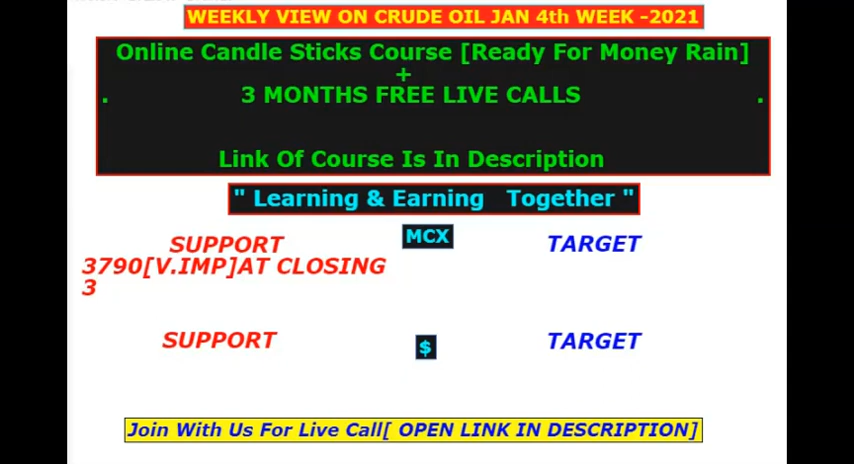 WEEKLY VIEW ON CRUDE OIL JAN 4th WEEK -2021
Online Candle Sticks Course [Ready For Money Rain]
+
. 3 MONTHS FREE LIVE CALLS .
Link Of Course Is In Description
" Learning & Earning Together "
SUPPORT MCX TARGET
3790[V.IMP]AT CLOSING
3
SUPPORT $ TARGET
Join With Us For Live Call[ OPEN LINK IN DESCRIPTION]